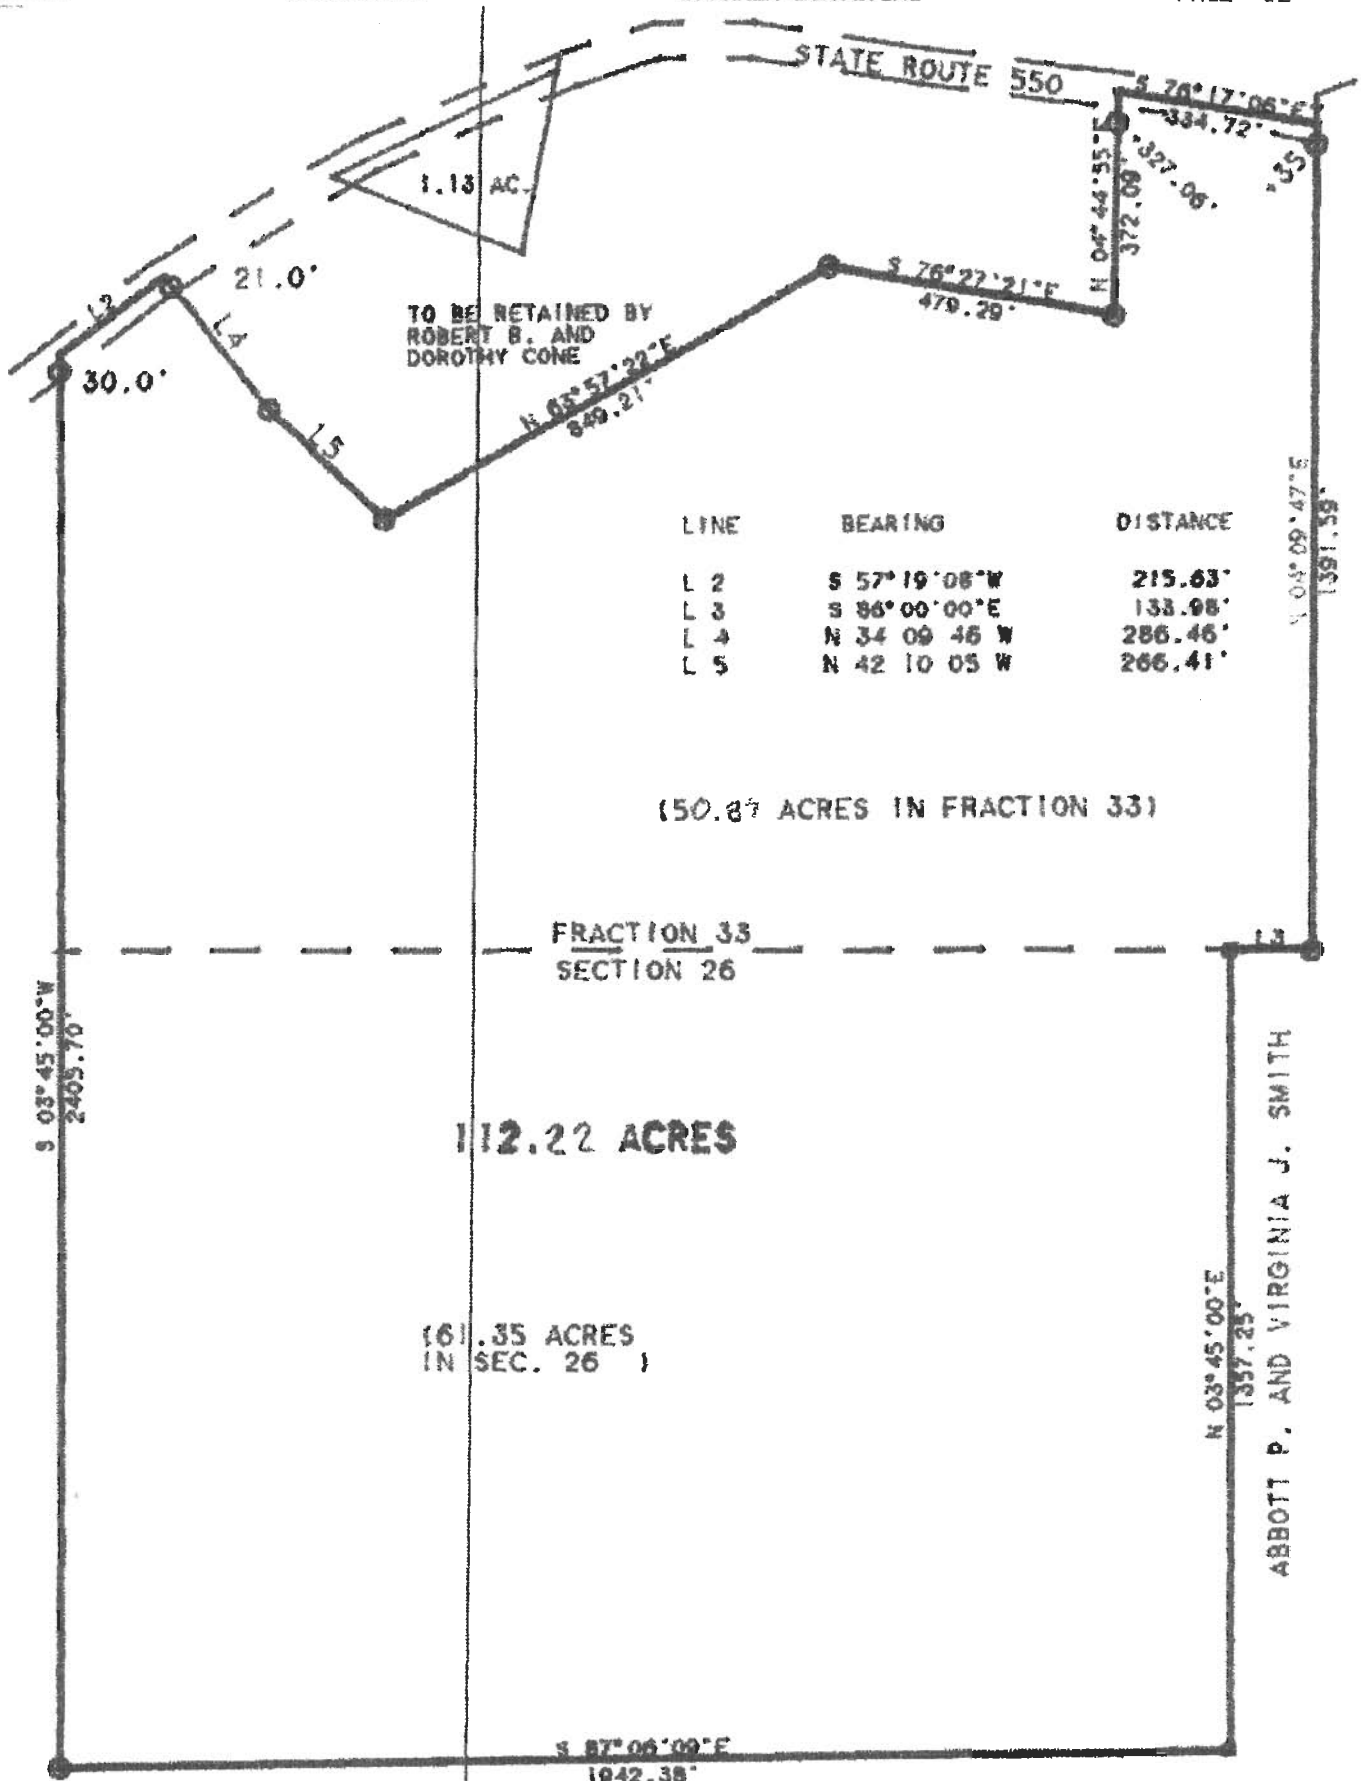 STATE ROUTE 550
S 76°17'06"E
334.72'
327.06'
N 04°44'55"E
372.09'
1.13 AC.
21.0'
L2
L4
30.0'
L5
TO BE RETAINED BY
ROBERT B. AND
DOROTHY CONE
S 76°27'21"E
479.29'
N 63°57'22"E
849.21'
N 04°09'47"E
1391.59'
LINE BEARING DISTANCE
L 2 S 57°19'08"W 215.63'
L 3 S 86°00'00"E 133.98'
L 4 N 34 09 46 W 286.46'
L 5 N 42 10 05 W 266.41'
(50.87 ACRES IN FRACTION 33)
FRACTION 33
SECTION 26
L3
S 03°45'00"W
2405.70'
112.22 ACRES
(61.35 ACRES
IN SEC. 26 )
N 03°45'00"E
1357.25'
ABBOTT P. AND VIRGINIA J. SMITH
S 87°06'09"E
1942.38'